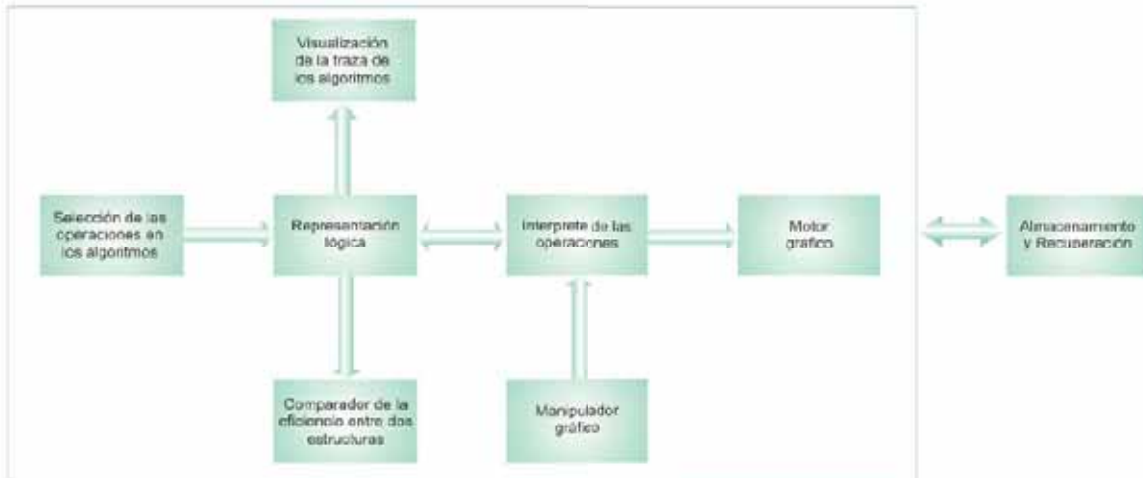 Visualización
de la traza de
los algoritmos
Selección de las
operaciones en
los algoritmos
Representación
lógica
Interprete de las
operaciones
Motor
gráfico
Almacenamiento
y Recuperación
Comparador de la
eficiencia entre dos
estructuras
Manipulador
gráfico